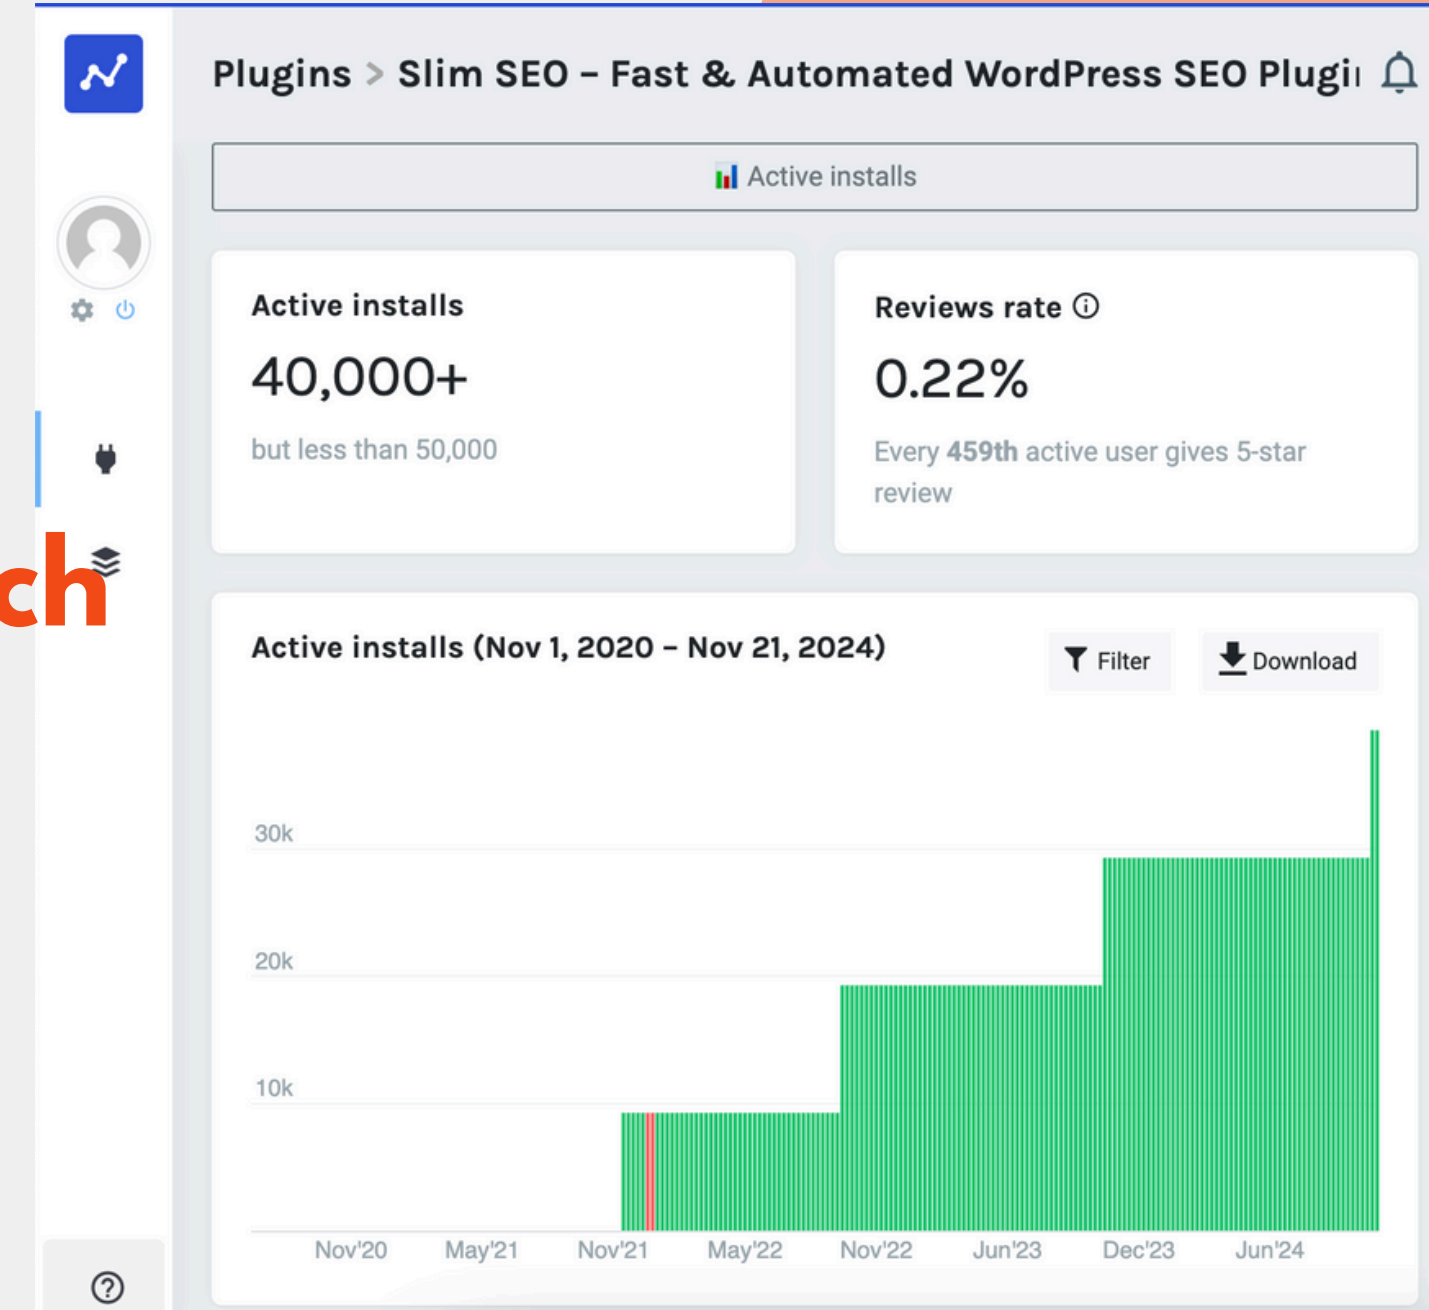 Plugins > Slim SEO – Fast & Automated WordPress SEO
Active installs
Active installs
40,000+
but less than 50,000
Reviews rate
0.22%
Every 459th active user gives 5-star
review
ch
Active installs (Nov 1, 2020 – Nov 21, 2024)
Filter
Download
30k
20k
10k
Nov'20 May'21 Nov'21 May'22 Nov'22 Jun'23 Dec'23 Jun'24